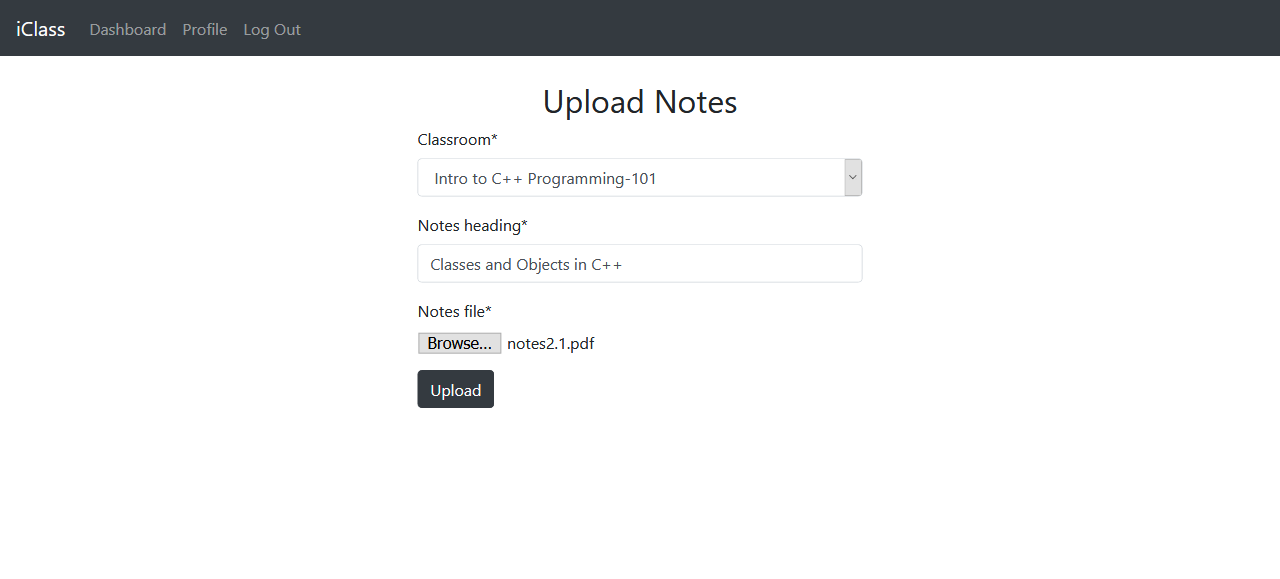 iClass Dashboard Profile Log Out
Upload Notes
Classroom*
Intro to C++ Programming-101
Notes heading*
Classes and Objects in C++
Notes file*
Browse... notes2.1.pdf
Upload